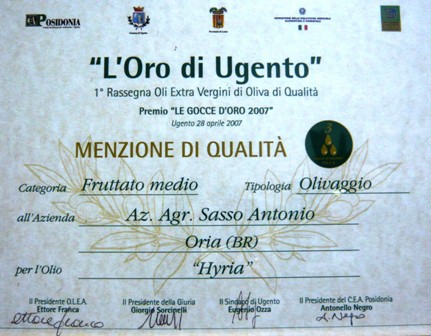 POSIDONIA
"L'Oro di Ugento"
1° Rassegna Oli Extra Vergini di Oliva di Qualità
Premio "LE GOCCE D'ORO 2007"
Ugento 28 aprile 2007
MENZIONE DI QUALITÀ
3
Categoria Fruttato medio Tipologia Olivaggio
all'Azienda Az. Agr. Sasso Antonio
Oria (BR)
per l'Olio "Hyria"
Il Presidente O.L.E.A. Il Presidente della Giuria Il Sindaco di Ugento Il Presidente del C.E.A. Posidonia
Ettore Franca Giorgio Sorcinelli Eugenio Ozza Antonello Negro
ettore franca